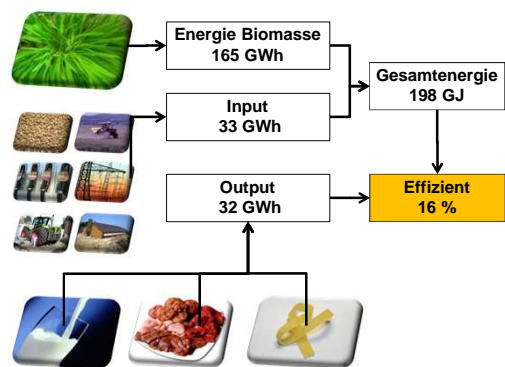 Energie Biomasse
165 GWh
Gesamtenergie
198 GJ
Input
33 GWh
Output
32 GWh
Effizient
16 %